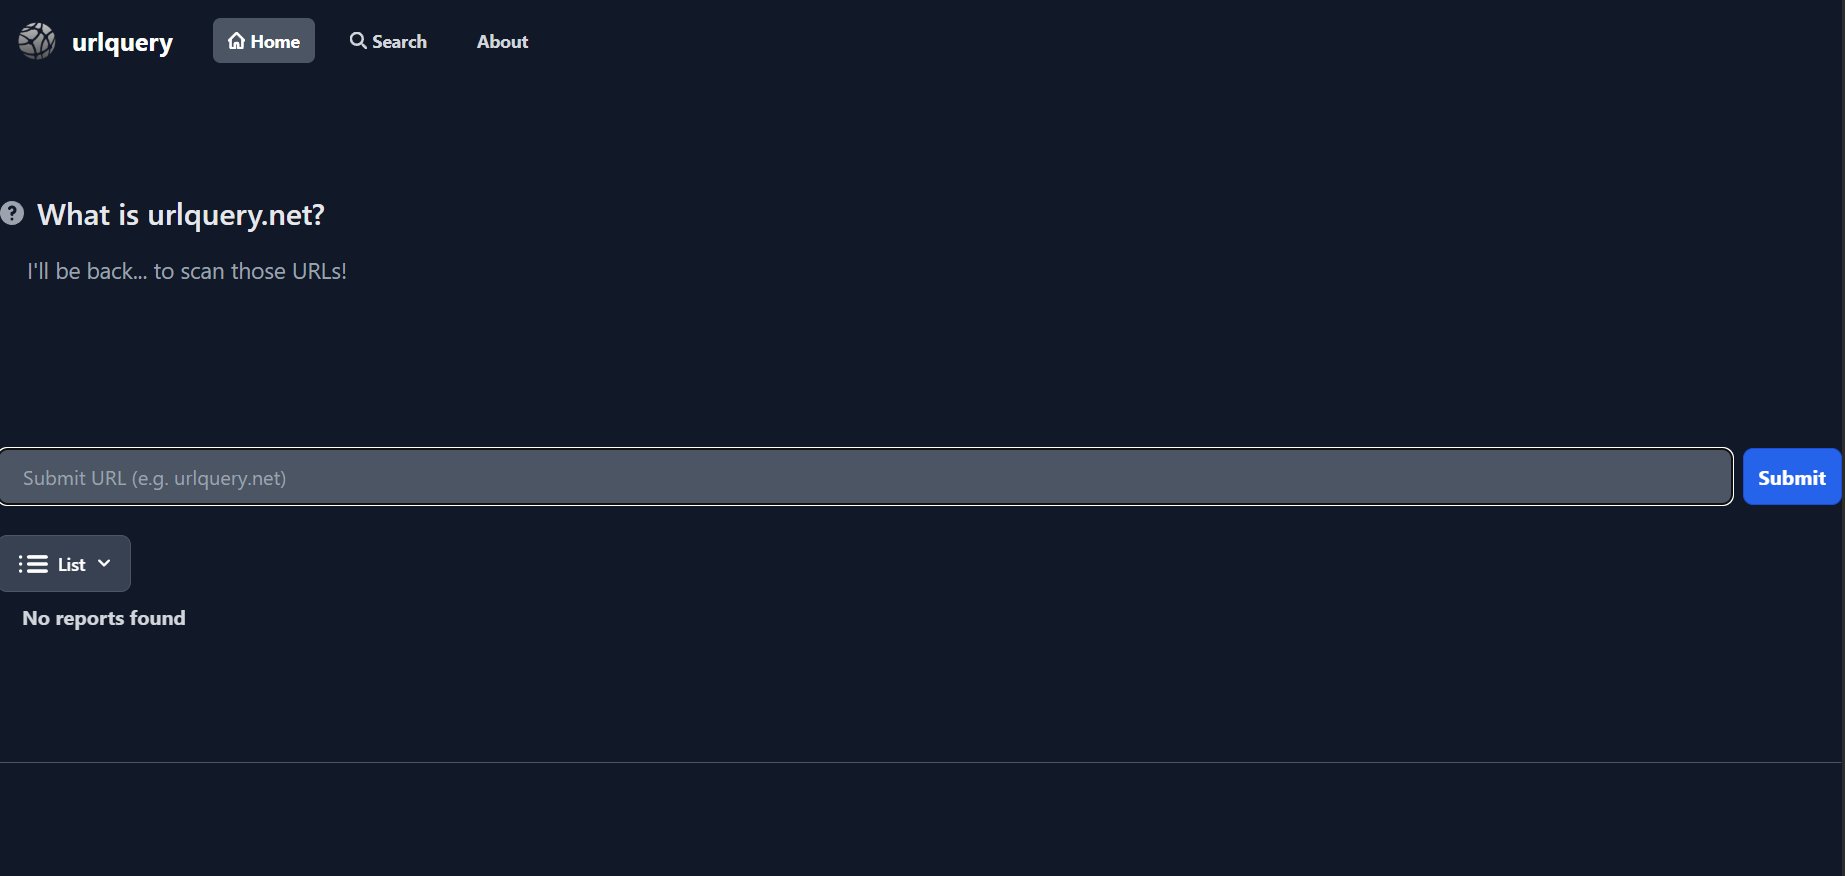 urlquery
Home
Search
About
What is urlquery.net?
I'll be back... to scan those URLs!
Submit URL (e.g. urlquery.net)
Submit
List
No reports found